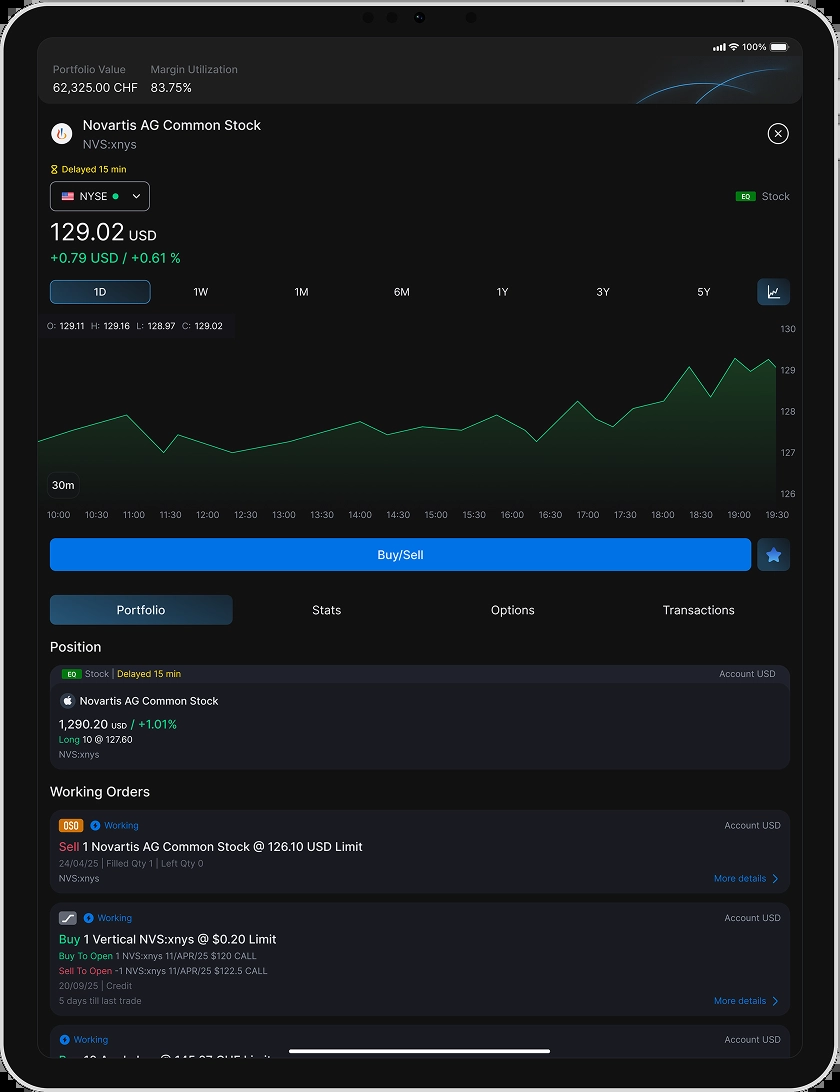 100%
Portfolio Value Margin Utilization
62,325.00 CHF 83.75%
Novartis AG Common Stock
NVS:xnys
Delayed 15 min
NYSE
EQ Stock
129.02 USD
+0.79 USD / +0.61 %
1D 1W 1M 6M 1Y 3Y 5Y
O: 129.11 H: 129.16 L: 128.97 C: 129.02
130
129
128
127
126
30m
10:00 10:30 11:00 11:30 12:00 12:30 13:00 13:30 14:00 14:30 15:00 15:30 16:00 16:30 17:00 17:30 18:00 18:30 19:00 19:30
Buy/Sell
Portfolio Stats Options Transactions
Position
EQ Stock | Delayed 15 min Account USD
Novartis AG Common Stock
1,290.20 USD / +1.01%
Long 10 @ 127.60
NVS:xnys
Working Orders
OSO Working Account USD
Sell 1 Novartis AG Common Stock @ 126.10 USD Limit
24/04/25 | Filled Qty 1 | Left Qty 0
NVS:xnys More details
Working Account USD
Buy 1 Vertical NVS:xnys @ $0.20 Limit
Buy To Open 1 NVS:xnys 11/APR/25 $120 CALL
Sell To Open -1 NVS:xnys 11/APR/25 $122.5 CALL
20/09/25 | Credit
5 days till last trade More details
Working Account USD